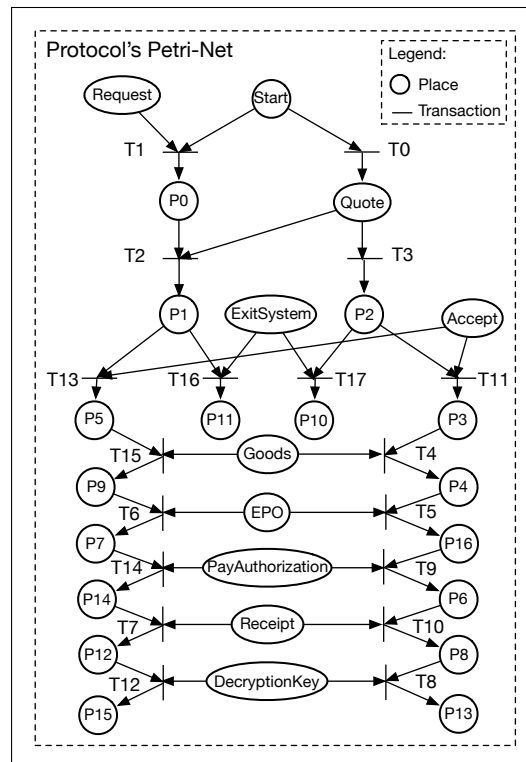 Protocol's Petri-Net
Legend:
Place
Transaction
Request
Start
T1
T0
P0
Quote
T2
T3
P1
ExitSystem
P2
Accept
T13
T16
T17
T11
P5
P11
P10
P3
T15
Goods
T4
P9
P4
T6
EPO
T5
P7
P16
T14
PayAuthorization
T9
P14
P6
T7
Receipt
T10
P12
P8
T12
DecryptionKey
T8
P15
P13